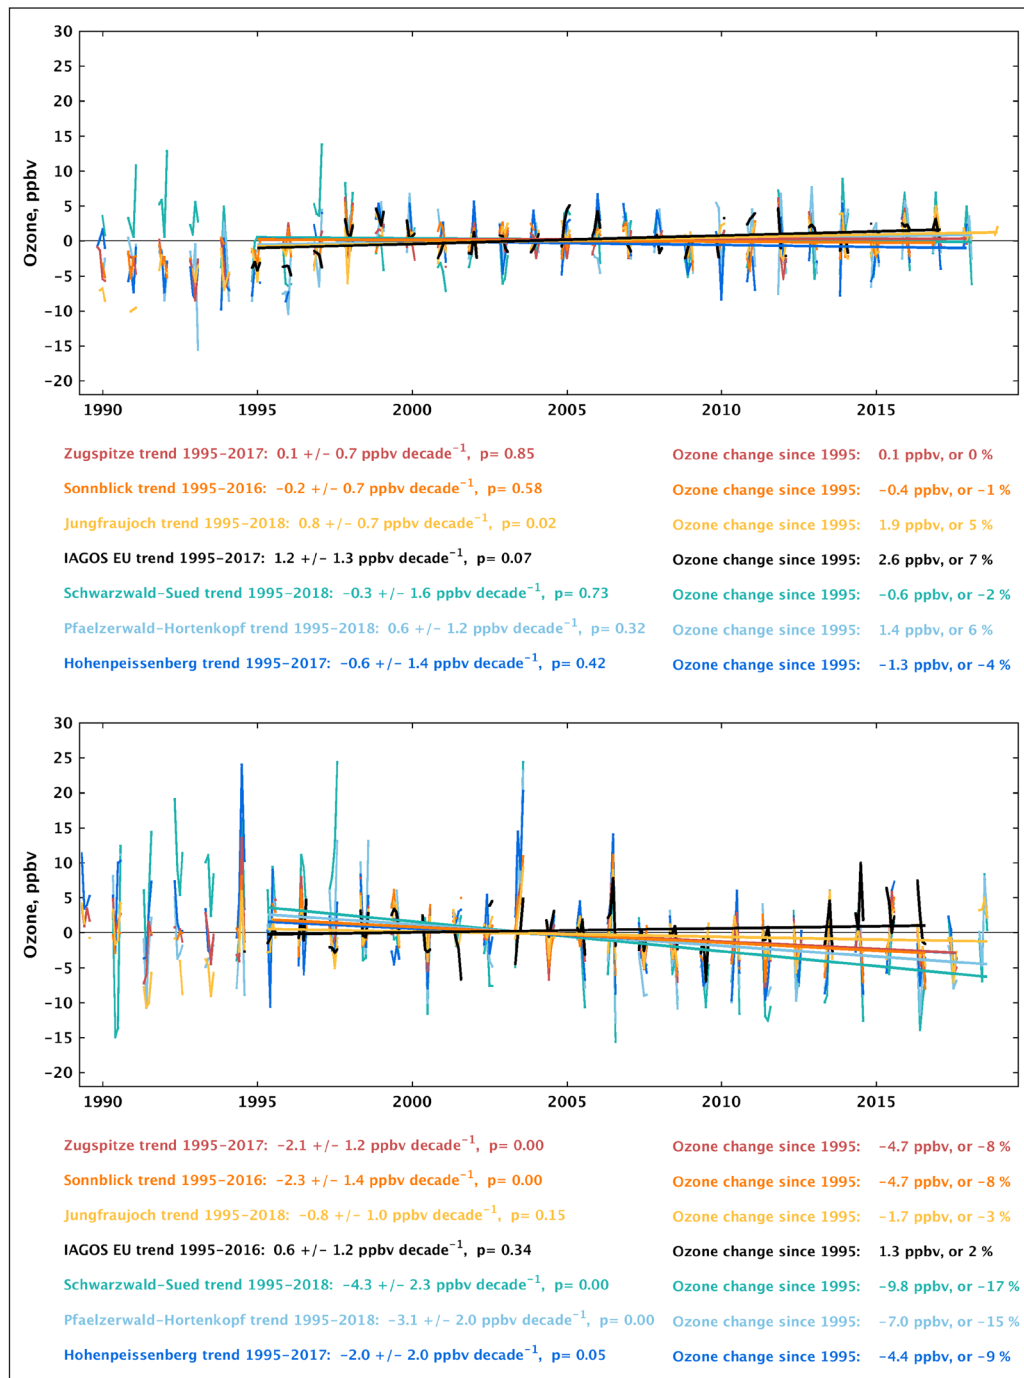 30
25
20
15
10
5
0
−5
−10
−15
−20
Ozone, ppbv
1990 1995 2000 2005 2010 2015
Zugspitze trend 1995−2017: 0.1 +/− 0.7 ppbv decade⁻¹, p= 0.85 Ozone change since 1995: 0.1 ppbv, or 0 %
Sonnblick trend 1995−2016: −0.2 +/− 0.7 ppbv decade⁻¹, p= 0.58 Ozone change since 1995: −0.4 ppbv, or −1 %
Jungfraujoch trend 1995−2018: 0.8 +/− 0.7 ppbv decade⁻¹, p= 0.02 Ozone change since 1995: 1.9 ppbv, or 5 %
IAGOS EU trend 1995−2017: 1.2 +/− 1.3 ppbv decade⁻¹, p= 0.07 Ozone change since 1995: 2.6 ppbv, or 7 %
Schwarzwald−Sued trend 1995−2018: −0.3 +/− 1.6 ppbv decade⁻¹, p= 0.73 Ozone change since 1995: −0.6 ppbv, or −2 %
Pfaelzerwald−Hortenkopf trend 1995−2018: 0.6 +/− 1.2 ppbv decade⁻¹, p= 0.32 Ozone change since 1995: 1.4 ppbv, or 6 %
Hohenpeissenberg trend 1995−2017: −0.6 +/− 1.4 ppbv decade⁻¹, p= 0.42 Ozone change since 1995: −1.3 ppbv, or −4 %
30
25
20
15
10
5
0
−5
−10
−15
−20
Ozone, ppbv
1990 1995 2000 2005 2010 2015
Zugspitze trend 1995−2017: −2.1 +/− 1.2 ppbv decade⁻¹, p= 0.00 Ozone change since 1995: −4.7 ppbv, or −8 %
Sonnblick trend 1995−2016: −2.3 +/− 1.4 ppbv decade⁻¹, p= 0.00 Ozone change since 1995: −4.7 ppbv, or −8 %
Jungfraujoch trend 1995−2018: −0.8 +/− 1.0 ppbv decade⁻¹, p= 0.15 Ozone change since 1995: −1.7 ppbv, or −3 %
IAGOS EU trend 1995−2016: 0.6 +/− 1.2 ppbv decade⁻¹, p= 0.34 Ozone change since 1995: 1.3 ppbv, or 2 %
Schwarzwald−Sued trend 1995−2018: −4.3 +/− 2.3 ppbv decade⁻¹, p= 0.00 Ozone change since 1995: −9.8 ppbv, or −17 %
Pfaelzerwald−Hortenkopf trend 1995−2018: −3.1 +/− 2.0 ppbv decade⁻¹, p= 0.00 Ozone change since 1995: −7.0 ppbv, or −15 %
Hohenpeissenberg trend 1995−2017: −2.0 +/− 2.0 ppbv decade⁻¹, p= 0.05 Ozone change since 1995: −4.4 ppbv, or −9 %